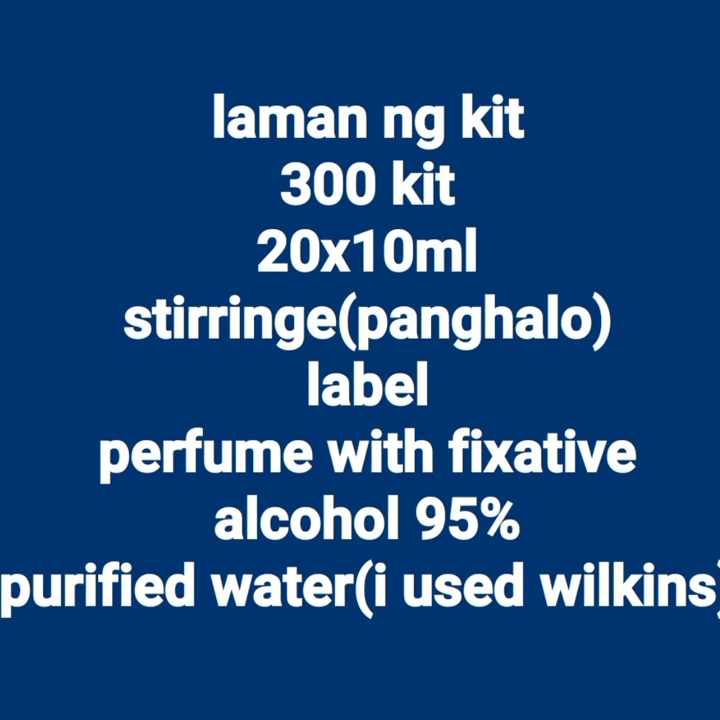 laman ng kit
300 kit
20x10ml
stirringe(panghalo)
label
perfume with fixative
alcohol 95%
purified water(i used wilkins)